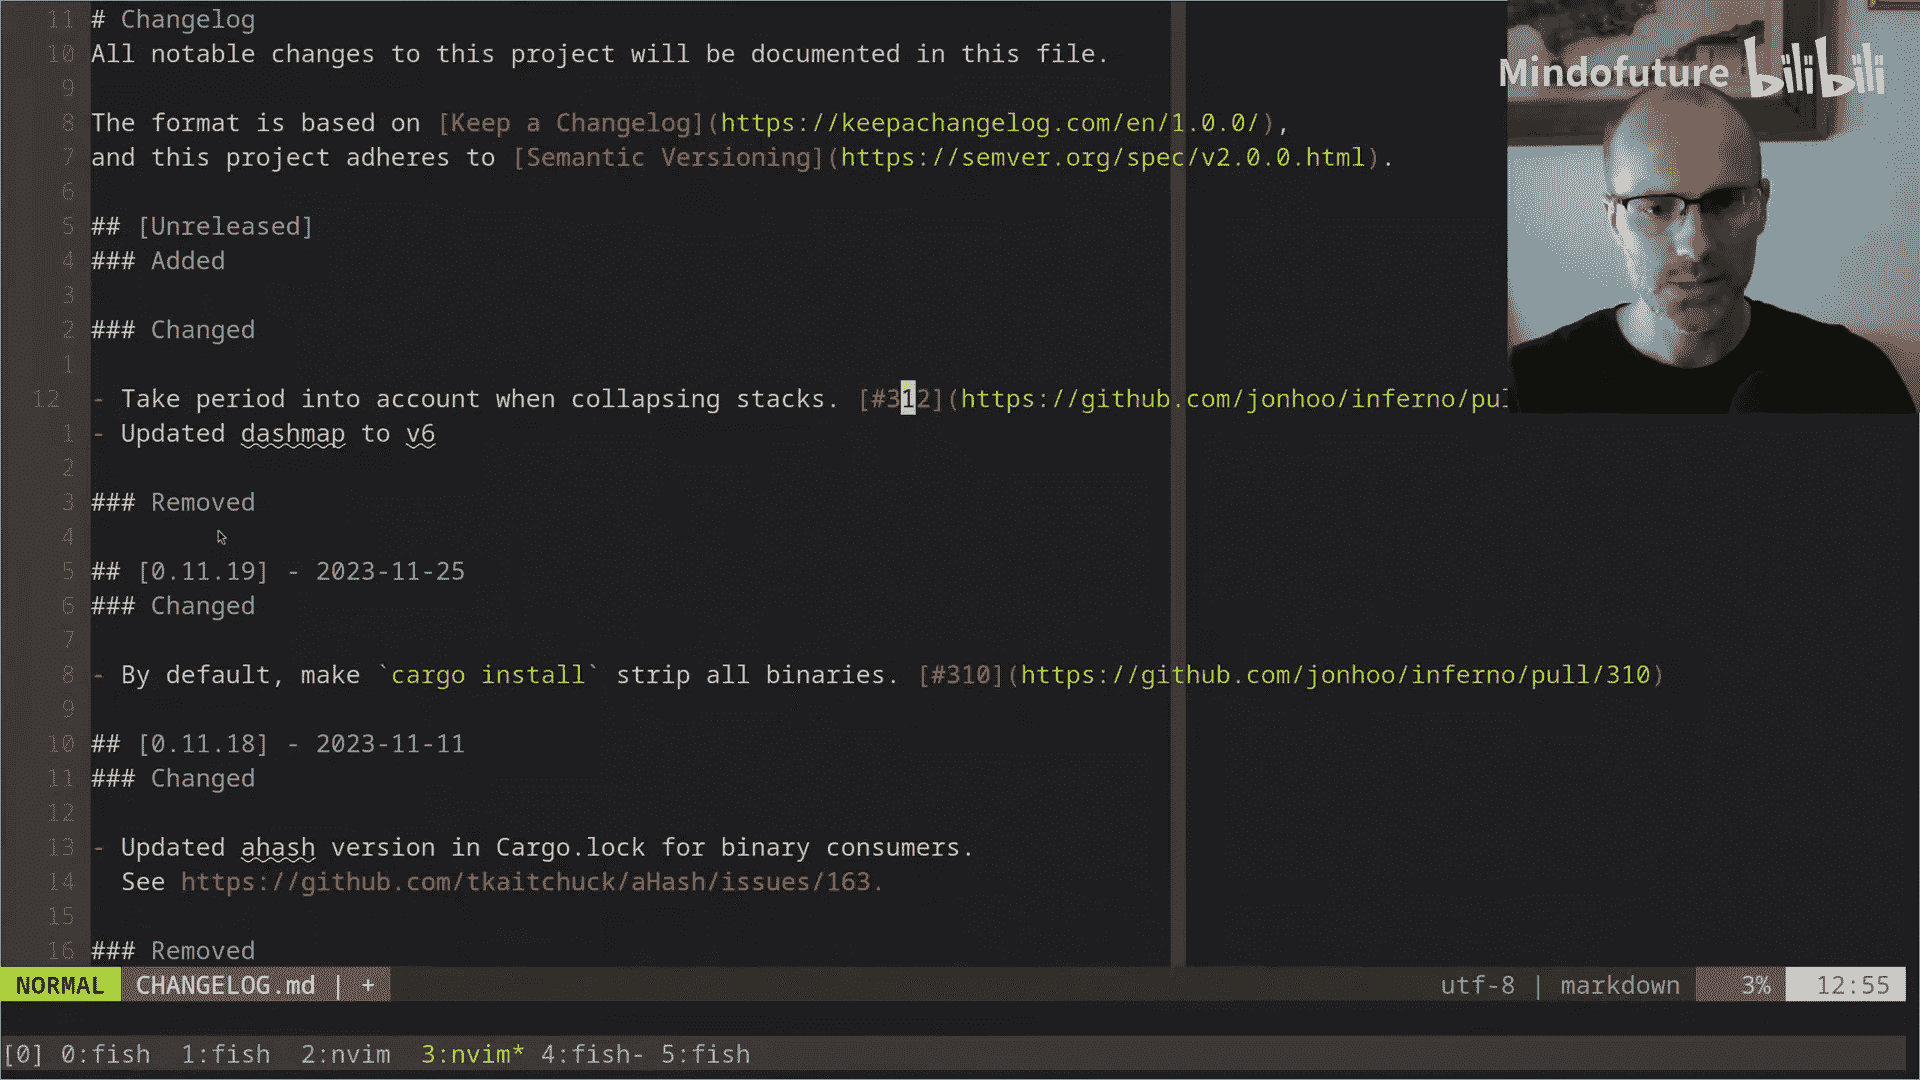 11 # Changelog
10 All notable changes to this project will be documented in this file.
9
8 The format is based on [Keep a Changelog](https://keepachangelog.com/en/1.0.0/),
7 and this project adheres to [Semantic Versioning](https://semver.org/spec/v2.0.0.html).
6
5 ## [Unreleased]
4 ### Added
3
2 ### Changed
1
12 - Take period into account when collapsing stacks. [#312](https://github.com/jonhoo/inferno/pul
1 - Updated dashmap to v6
2
3 ### Removed
4
5 ## [0.11.19] - 2023-11-25
6 ### Changed
7
8 - By default, make `cargo install` strip all binaries. [#310](https://github.com/jonhoo/inferno/pull/310)
9
10 ## [0.11.18] - 2023-11-11
11 ### Changed
12
13 - Updated ahash version in Cargo.lock for binary consumers.
14 See https://github.com/tkaitchuck/aHash/issues/163.
15
16 ### Removed
NORMAL CHANGELOG.md | + utf-8 | markdown 3% 12:55
[0] 0:fish 1:fish 2:nvim 3:nvim* 4:fish- 5:fish
Mindofuture bilibili